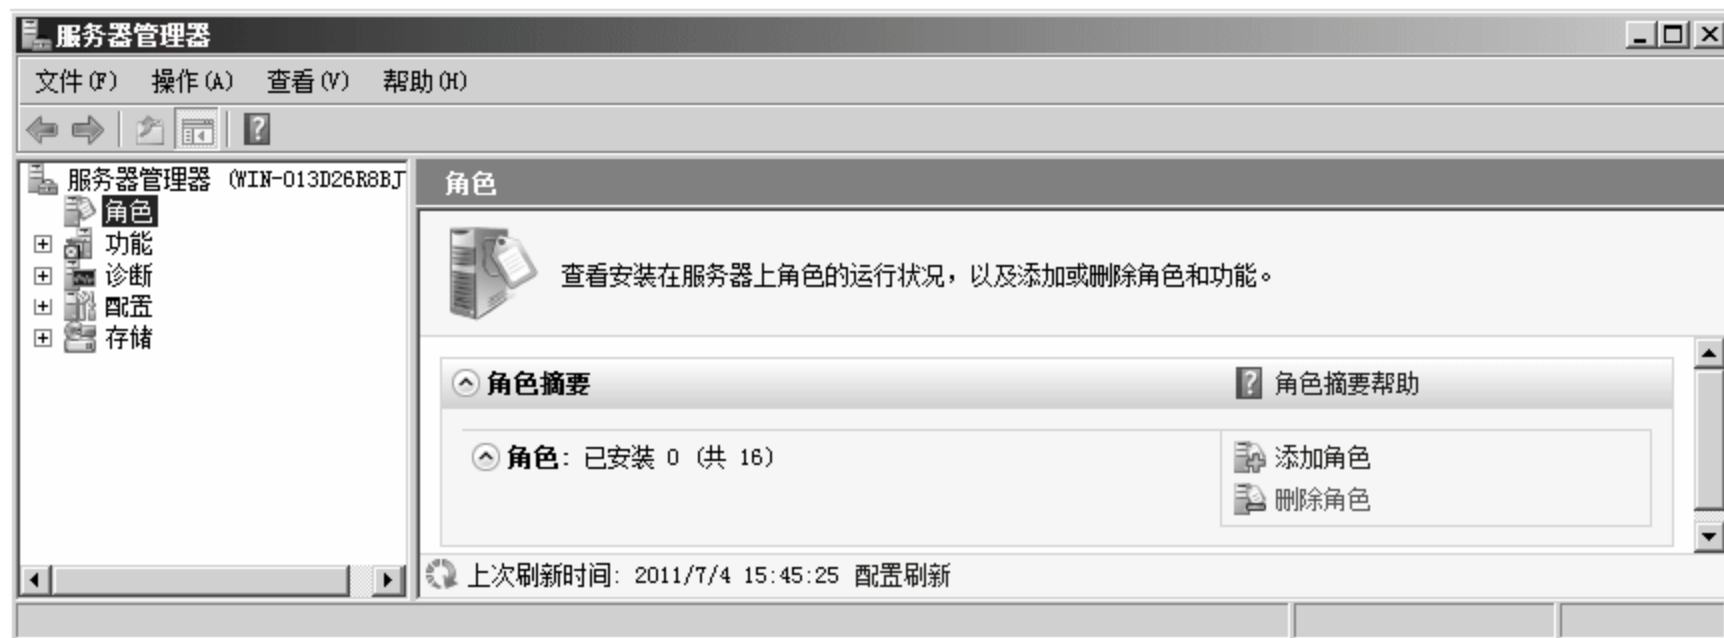 服务器管理器
文件(F) 操作(A) 查看(V) 帮助(H)
服务器管理器 (WIN-013D26R8BJ
角色
功能
诊断
配置
存储
角色
查看安装在服务器上角色的运行状况，以及添加或删除角色和功能。
角色摘要
角色摘要帮助
角色: 已安装 0 (共 16)
添加角色
删除角色
上次刷新时间: 2011/7/4 15:45:25 配置刷新